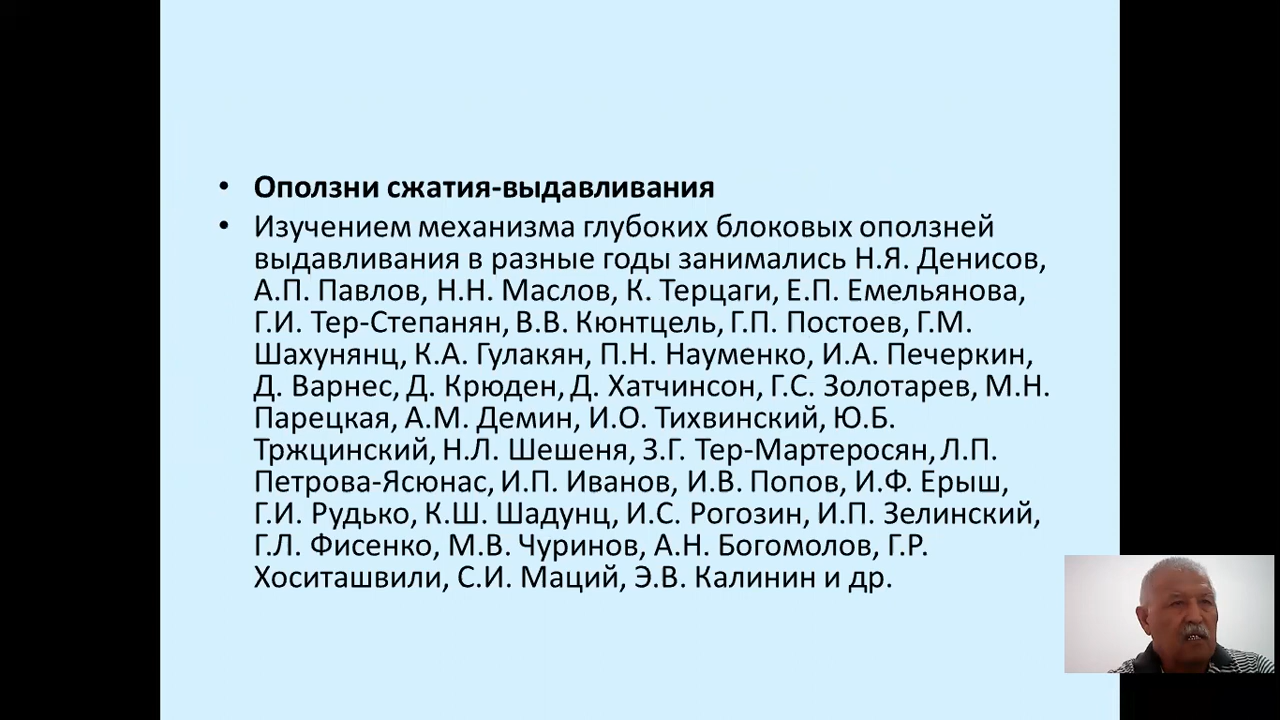 • Оползни сжатия-выдавливания
• Изучением механизма глубоких блоковых оползней
выдавливания в разные годы занимались Н.Я. Денисов,
А.П. Павлов, Н.Н. Маслов, К. Терцаги, Е.П. Емельянова,
Г.И. Тер-Степанян, В.В. Кюнтцель, Г.П. Постоев, Г.М.
Шахунянц, К.А. Гулакян, П.Н. Науменко, И.А. Печеркин,
Д. Варнес, Д. Крюден, Д. Хатчинсон, Г.С. Золотарев, М.Н.
Парецкая, А.М. Демин, И.О. Тихвинский, Ю.Б.
Тржцинский, Н.Л. Шешеня, З.Г. Тер-Мартеросян, Л.П.
Петрова-Ясюнас, И.П. Иванов, И.В. Попов, И.Ф. Ерыш,
Г.И. Рудько, К.Ш. Шадунц, И.С. Рогозин, И.П. Зелинский,
Г.Л. Фисенко, М.В. Чуринов, А.Н. Богомолов, Г.Р.
Хоситашвили, С.И. Маций, Э.В. Калинин и др.